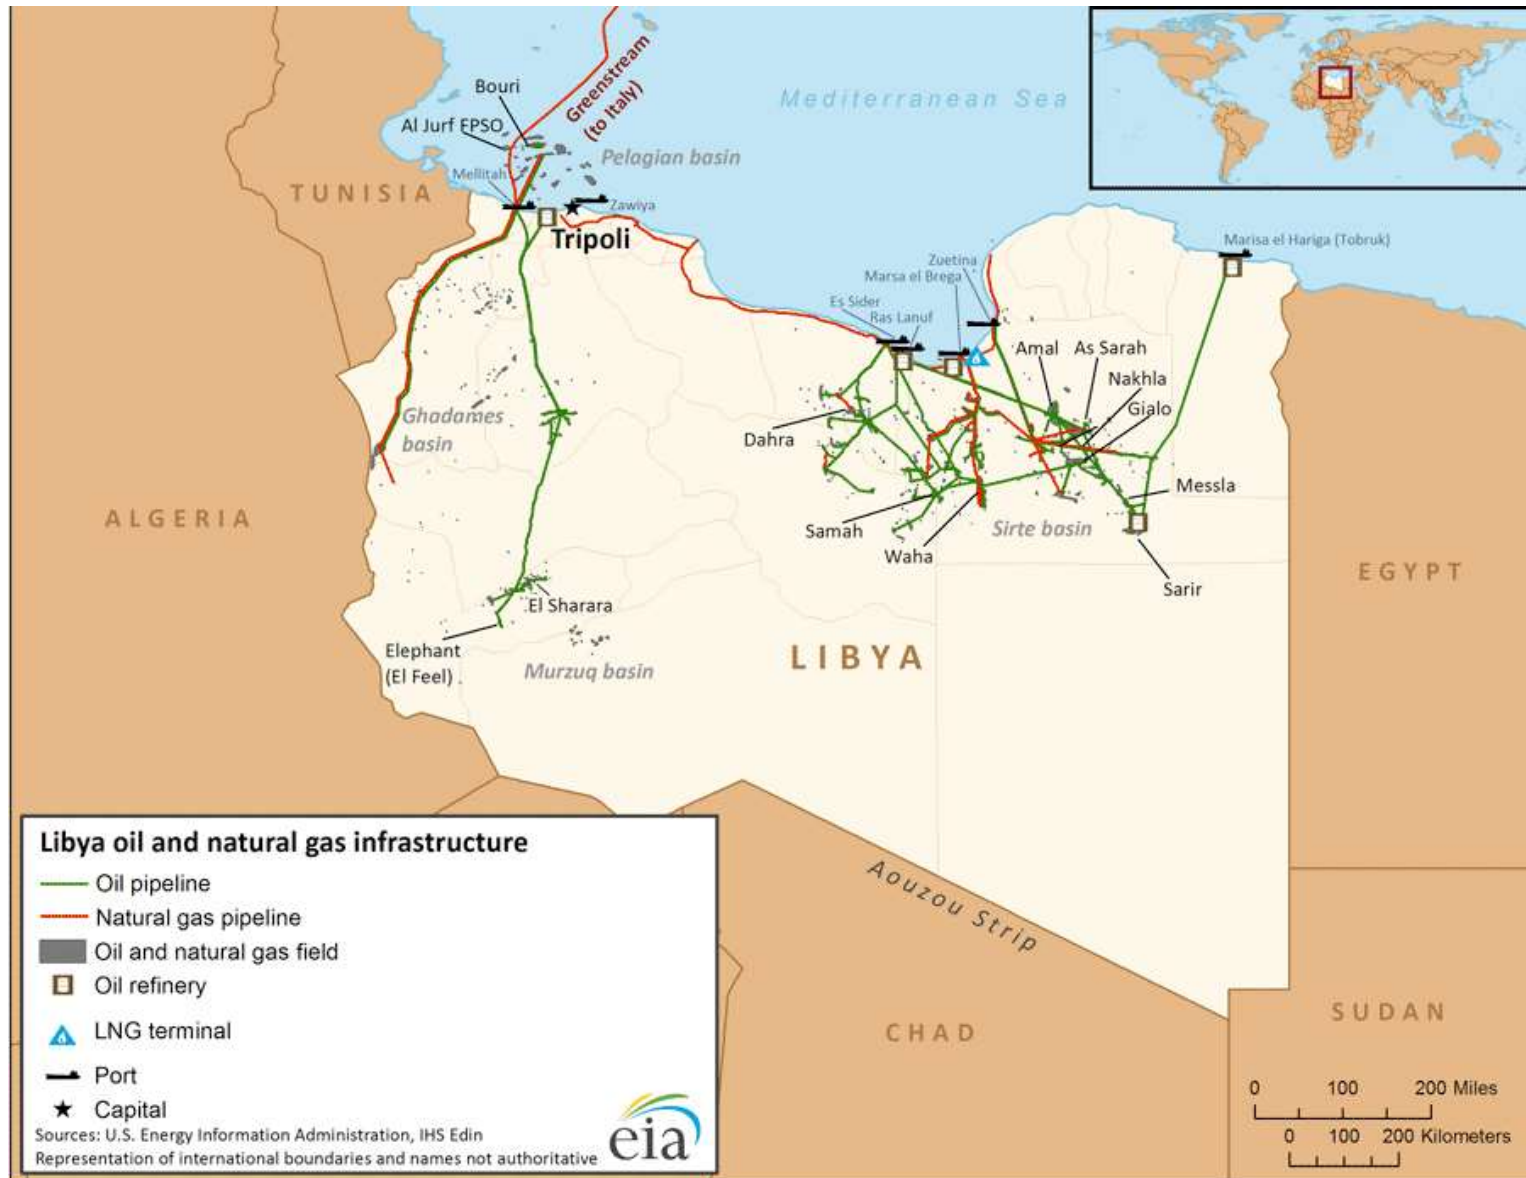 Bouri
Greenstream
(to Italy)
Mediterranean Sea
Al Jurf FPSO
Pelagian basin
Mellitah
TUNISIA
Zawiya
Tripoli
Marisa el Hariga (Tobruk)
Zuetina
Marsa el Brega
Es Sider
Ras Lanuf
Amal
As Sarah
Nakhla
Gialo
Ghadames
basin
Dahra
Messla
ALGERIA
Samah
Sirte basin
Waha
EGYPT
Sarir
El Sharara
Elephant
(El Feel)
LIBYA
Murzuq basin
Aouzou Strip
CHAD
SUDAN
Libya oil and natural gas infrastructure
Oil pipeline
Natural gas pipeline
Oil and natural gas field
Oil refinery
LNG terminal
Port
Capital
Sources: U.S. Energy Information Administration, IHS Edin
Representation of international boundaries and names not authoritative
eia
0 100 200 Miles
0 100 200 Kilometers